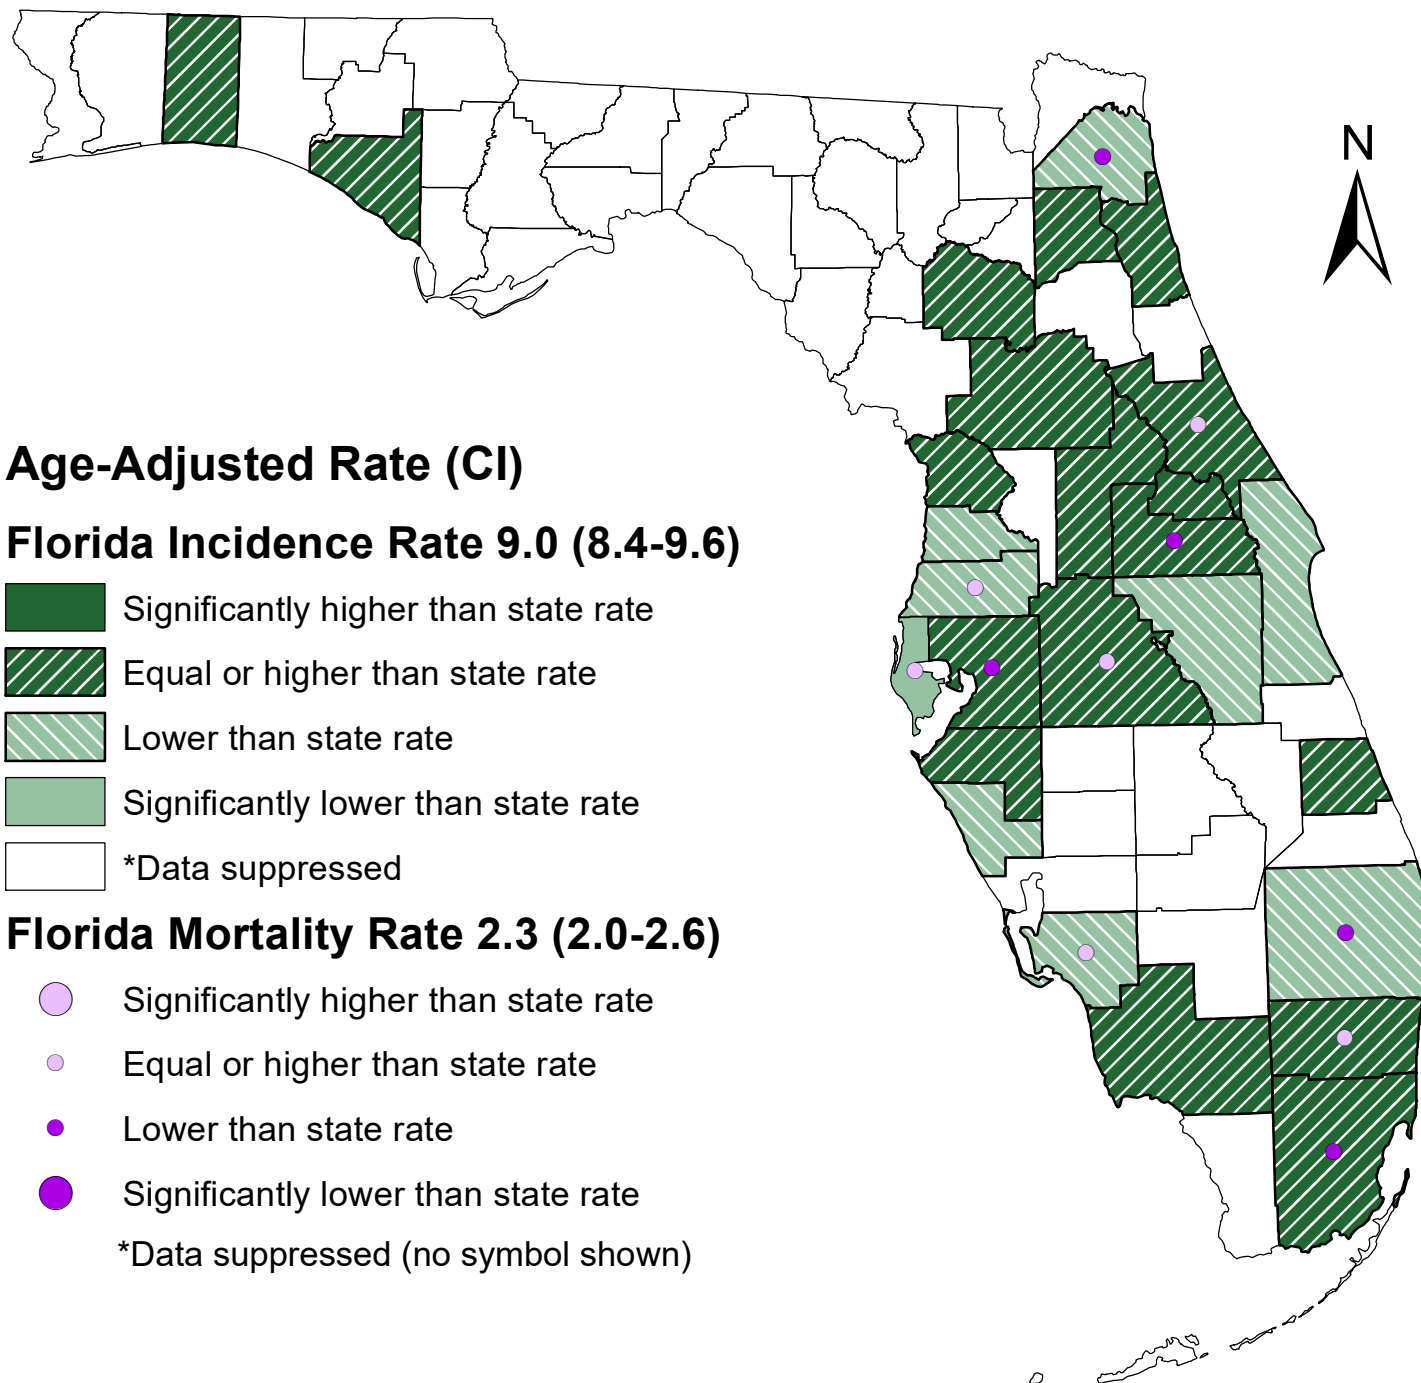 N
Age-Adjusted Rate (CI)
Florida Incidence Rate 9.0 (8.4-9.6)
Significantly higher than state rate
Equal or higher than state rate
Lower than state rate
Significantly lower than state rate
*Data suppressed
Florida Mortality Rate 2.3 (2.0-2.6)
Significantly higher than state rate
Equal or higher than state rate
Lower than state rate
Significantly lower than state rate
*Data suppressed (no symbol shown)